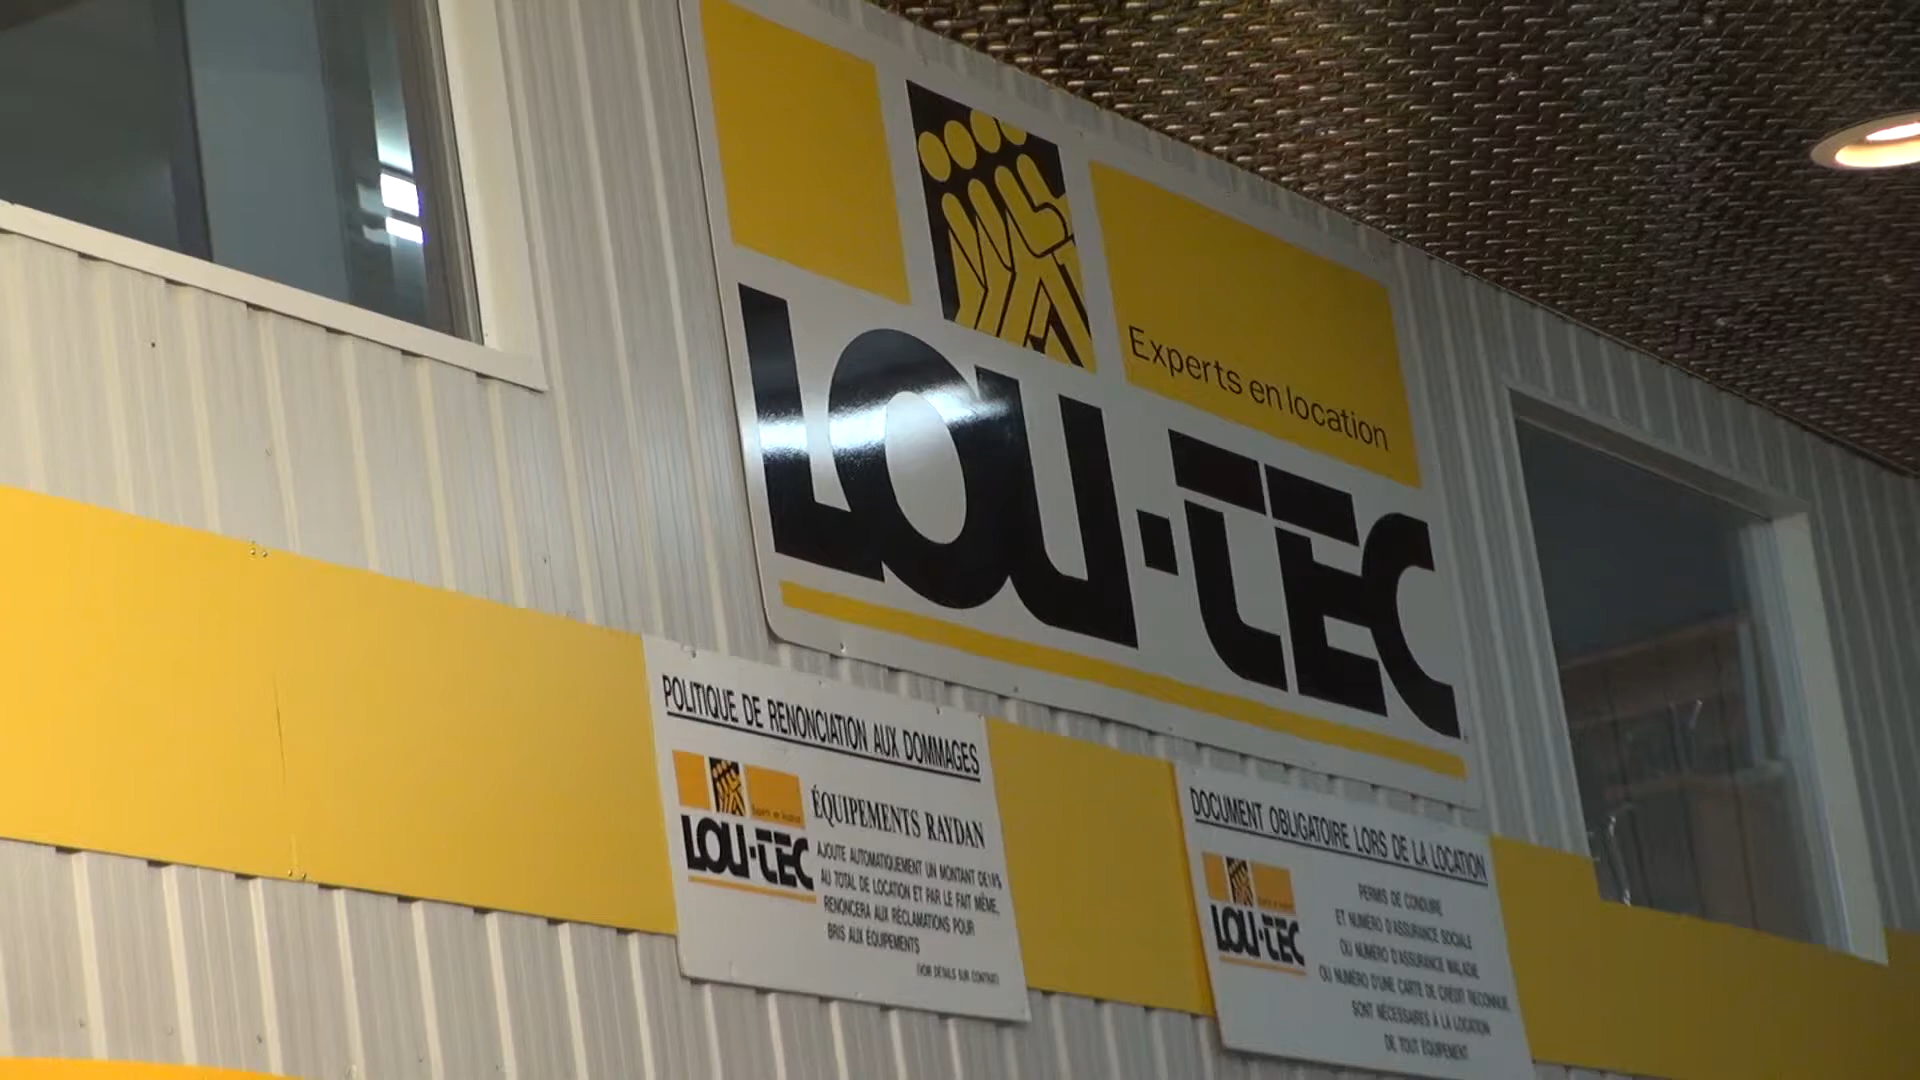 Experts en location
LOU-TEC
POLITIQUE DE RENONCIATION AUX DOMMAGES
Experts en location
LOU-TEC
ÉQUIPEMENTS RAYDAN
AJOUTE AUTOMATIQUEMENT UN MONTANT DE
AU TOTAL DE LOCATION ET PAR LE FAIT MÊME,
RENONCERA AUX RÉCLAMATIONS POUR
BRIS AUX ÉQUIPEMENTS
(VOIR DÉTAILS SUR CONTRAT)
DOCUMENT OBLIGATOIRE LORS DE LA LOCATION
LOU-TEC
PERMIS DE CONDUIRE
ET NUMÉRO D'ASSURANCE SOCIALE
OU NUMÉRO D'ASSURANCE MALADIE
OU NUMÉRO D'UNE CARTE DE CRÉDIT RECONNUE
SONT NÉCESSAIRES À LA LOCATION
DE TOUT ÉQUIPEMENT